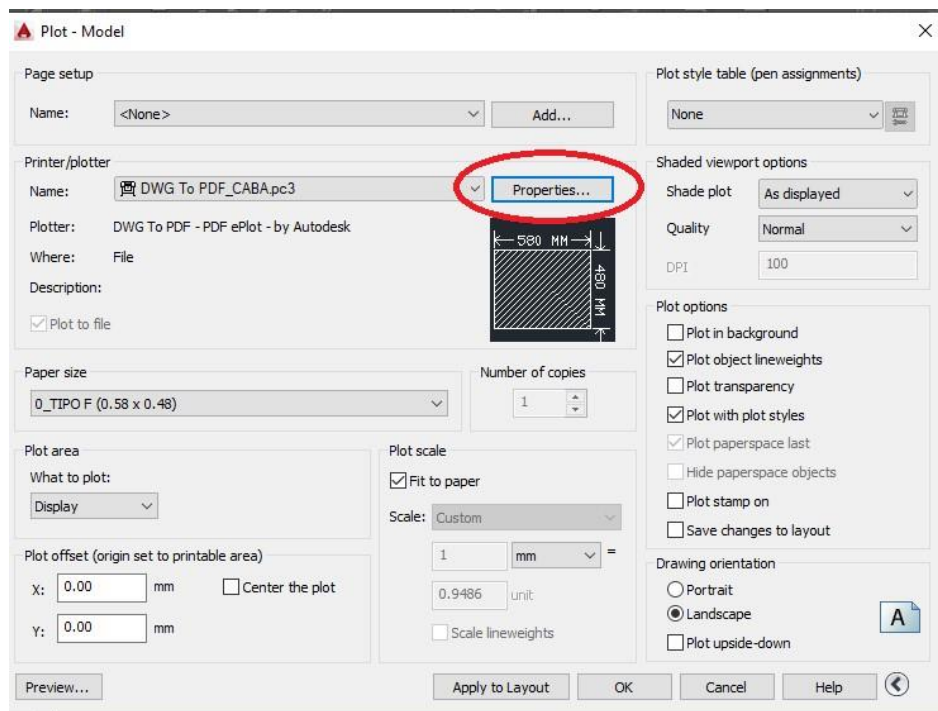 Plot - Model
Page setup
Name: <None> Add...
Printer/plotter
Name: DWG To PDF_CABA.pc3 Properties...
Plotter: DWG To PDF - PDF ePlot - by Autodesk
Where: File
Description:
Plot to file
580 MM
480 MM
Paper size
0_TIPO F (0.58 x 0.48)
Number of copies
1
Plot area
What to plot:
Display
Plot offset (origin set to printable area)
X: 0.00 mm Center the plot
Y: 0.00 mm
Plot scale
Fit to paper
Scale: Custom
1 mm =
0.9486 unit
Scale lineweights
Plot style table (pen assignments)
None
Shaded viewport options
Shade plot As displayed
Quality Normal
DPI 100
Plot options
Plot in background
Plot object lineweights
Plot transparency
Plot with plot styles
Plot paperspace last
Hide paperspace objects
Plot stamp on
Save changes to layout
Drawing orientation
Portrait
Landscape
Plot upside-down
A
Preview... Apply to Layout OK Cancel Help